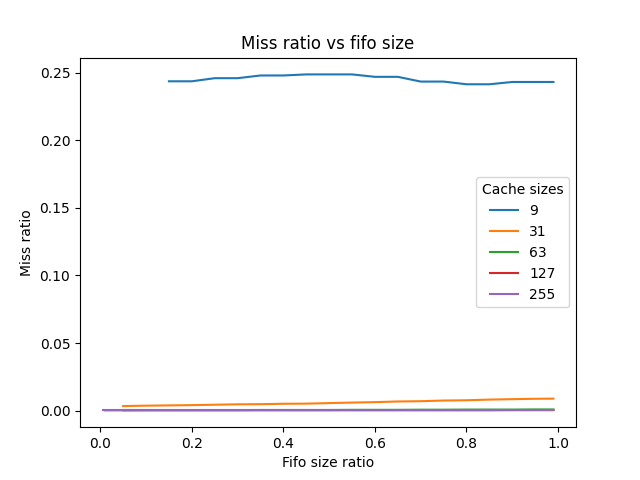 Miss ratio vs fifo size
Miss ratio
0.25
0.20
0.15
0.10
0.05
0.00
Cache sizes
9
31
63
127
255
0.0 0.2 0.4 0.6 0.8 1.0
Fifo size ratio